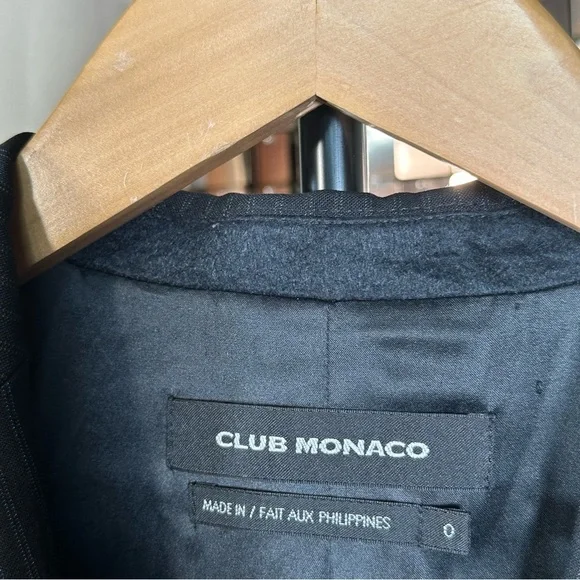 CLUB MONACO
MADE IN / FAIT AUX PHILIPPINES 0